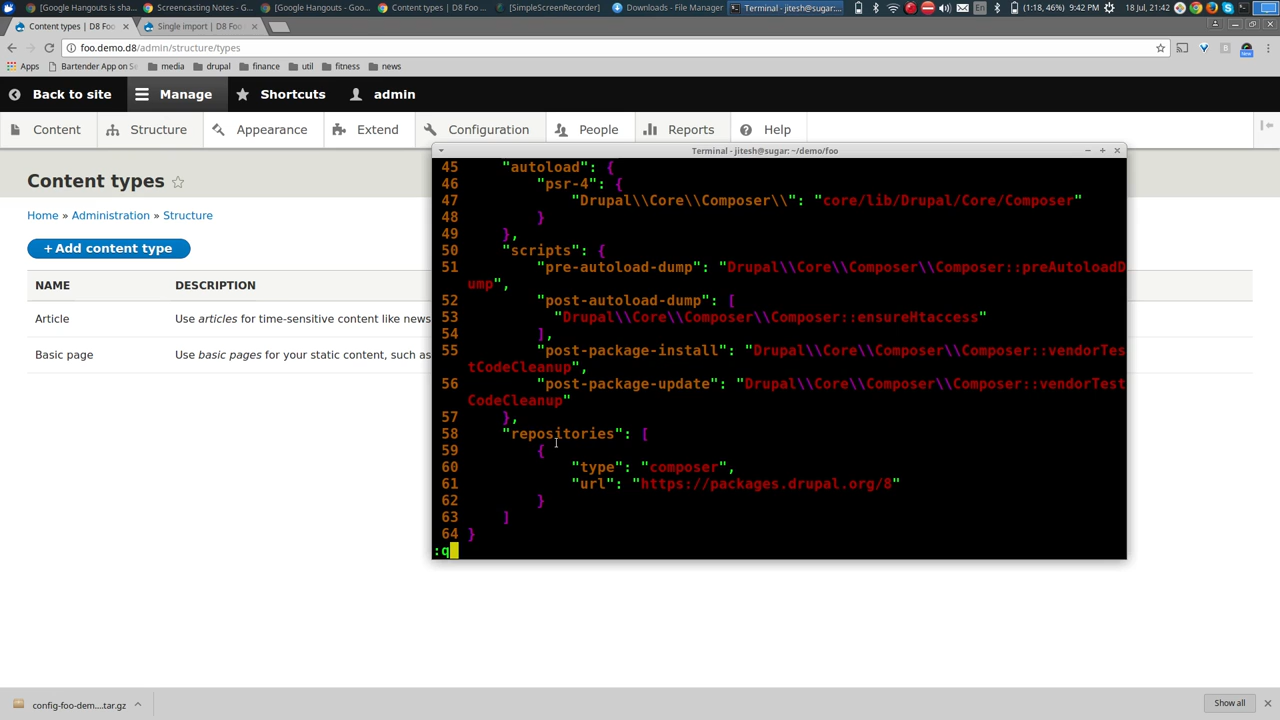 [Google Hangouts is sha...
Screencasting Notes - G...
[Google Hangouts - Goo...
Content types | D8 Foo ...
[SimpleScreenRecorder]
Downloads - File Manager
Terminal - jitesh@sugar:...
En
(1:18, 46%) 9:42 PM
18 Jul, 21:42
Content types | D8 Foo
Single import | D8 Foo
foo.demo.d8/admin/structure/types
Apps
Bartender App on Se
media
drupal
finance
util
fitness
news
Back to site
Manage
Shortcuts
admin
Content
Structure
Appearance
Extend
Configuration
People
Reports
Help
Content types
Home » Administration » Structure
+ Add content type
NAME DESCRIPTION
Article Use articles for time-sensitive content like news
Basic page Use basic pages for your static content, such as
Terminal - jitesh@sugar: ~/demo/foo
45 "autoload": {
46 "psr-4": {
47 "Drupal\\Core\\Composer\\": "core/lib/Drupal/Core/Composer"
48 }
49 },
50 "scripts": {
51 "pre-autoload-dump": "Drupal\\Core\\Composer\\Composer::preAutoloadD
ump",
52 "post-autoload-dump": [
53 "Drupal\\Core\\Composer\\Composer::ensureHtaccess"
54 ],
55 "post-package-install": "Drupal\\Core\\Composer\\Composer::vendorTes
tCodeCleanup",
56 "post-package-update": "Drupal\\Core\\Composer\\Composer::vendorTest
CodeCleanup"
57 },
58 "repositories": [
59 {
60 "type": "composer",
61 "url": "https://packages.drupal.org/8"
62 }
63 ]
64 }
:q
config-foo-dem....tar.gz
Show all